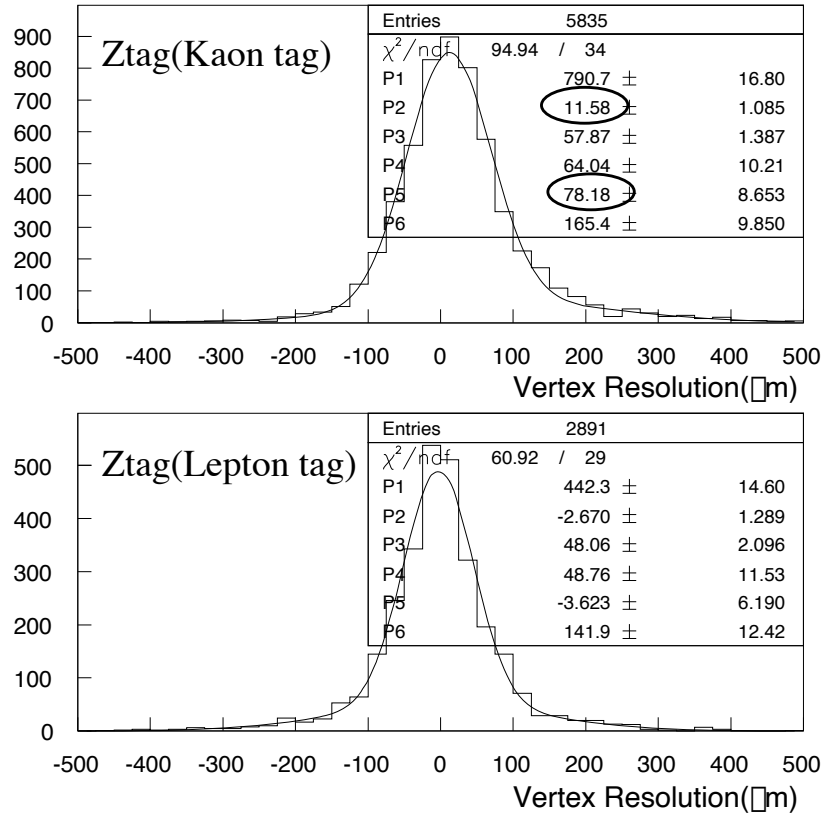 Entries 5835
Ztag(Kaon tag)
χ²/ndf 94.94 / 34
P1 790.7 ± 16.80
P2 11.58 ± 1.085
P3 57.87 ± 1.387
P4 64.04 ± 10.21
P5 78.18 ± 8.653
P6 165.4 ± 9.850
900
800
700
600
500
400
300
200
100
0
-500 -400 -300 -200 -100 0 100 200 300 400 500
Vertex Resolution(▯m)
Entries 2891
Ztag(Lepton tag)
χ²/ndf 60.92 / 29
P1 442.3 ± 14.60
P2 -2.670 ± 1.289
P3 48.06 ± 2.096
P4 48.76 ± 11.53
P5 -3.623 ± 6.190
P6 141.9 ± 12.42
500
400
300
200
100
0
-500 -400 -300 -200 -100 0 100 200 300 400 500
Vertex Resolution(▯m)